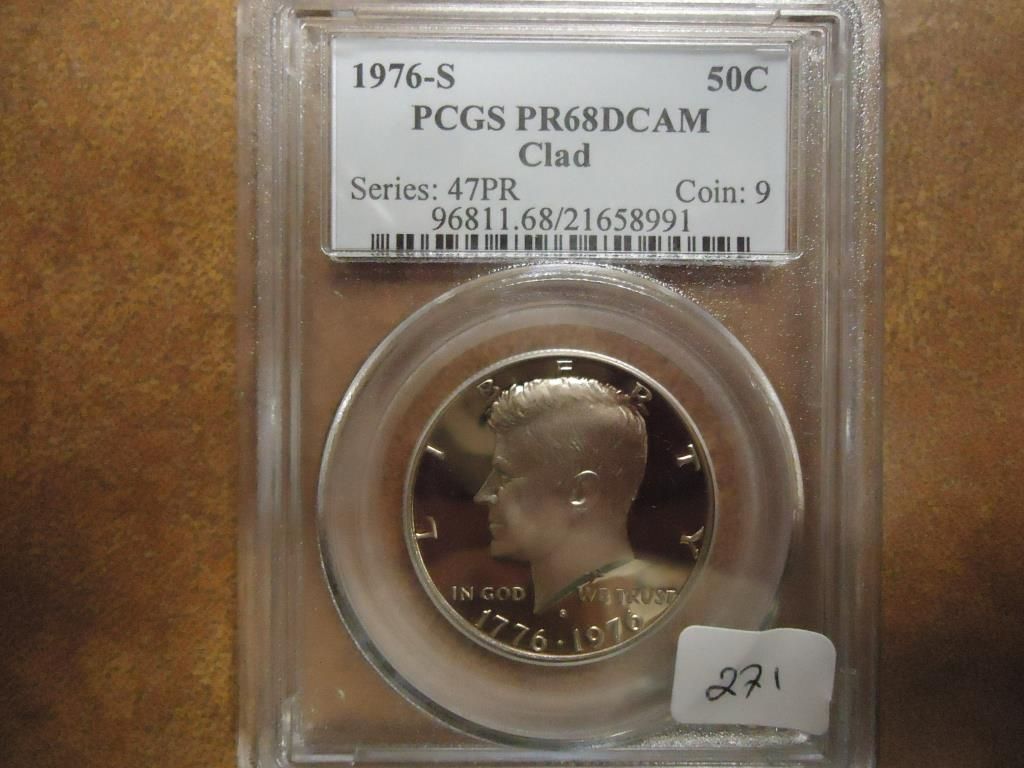 1976-S 50C
PCGS PR68DCAM
Clad
Series: 47PR Coin: 9
96811.68/21658991
LIBERTY
IN GOD WE TRUST
S
1776 · 1976
271